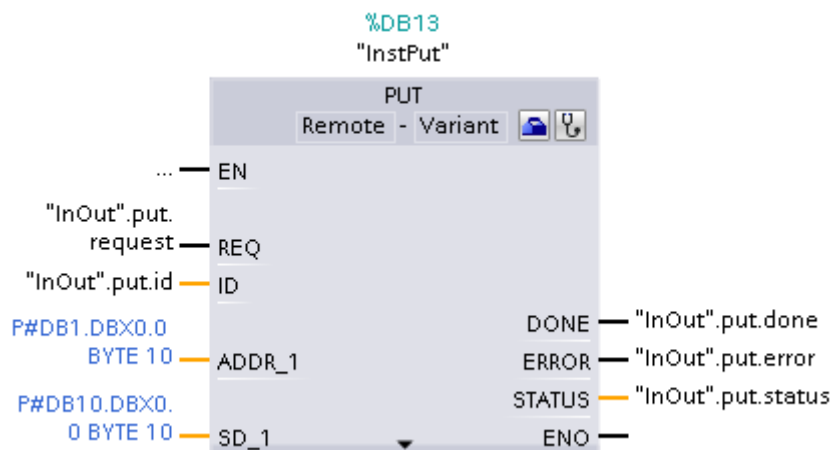 %DB13
"InstPut"
PUT
Remote - Variant
... EN
"InOut".put.
request REQ
"InOut".put.id ID
P#DB1.DBX0.0
BYTE 10 ADDR_1
P#DB10.DBX0.
0 BYTE 10 SD_1
DONE "InOut".put.done
ERROR "InOut".put.error
STATUS "InOut".put.status
ENO